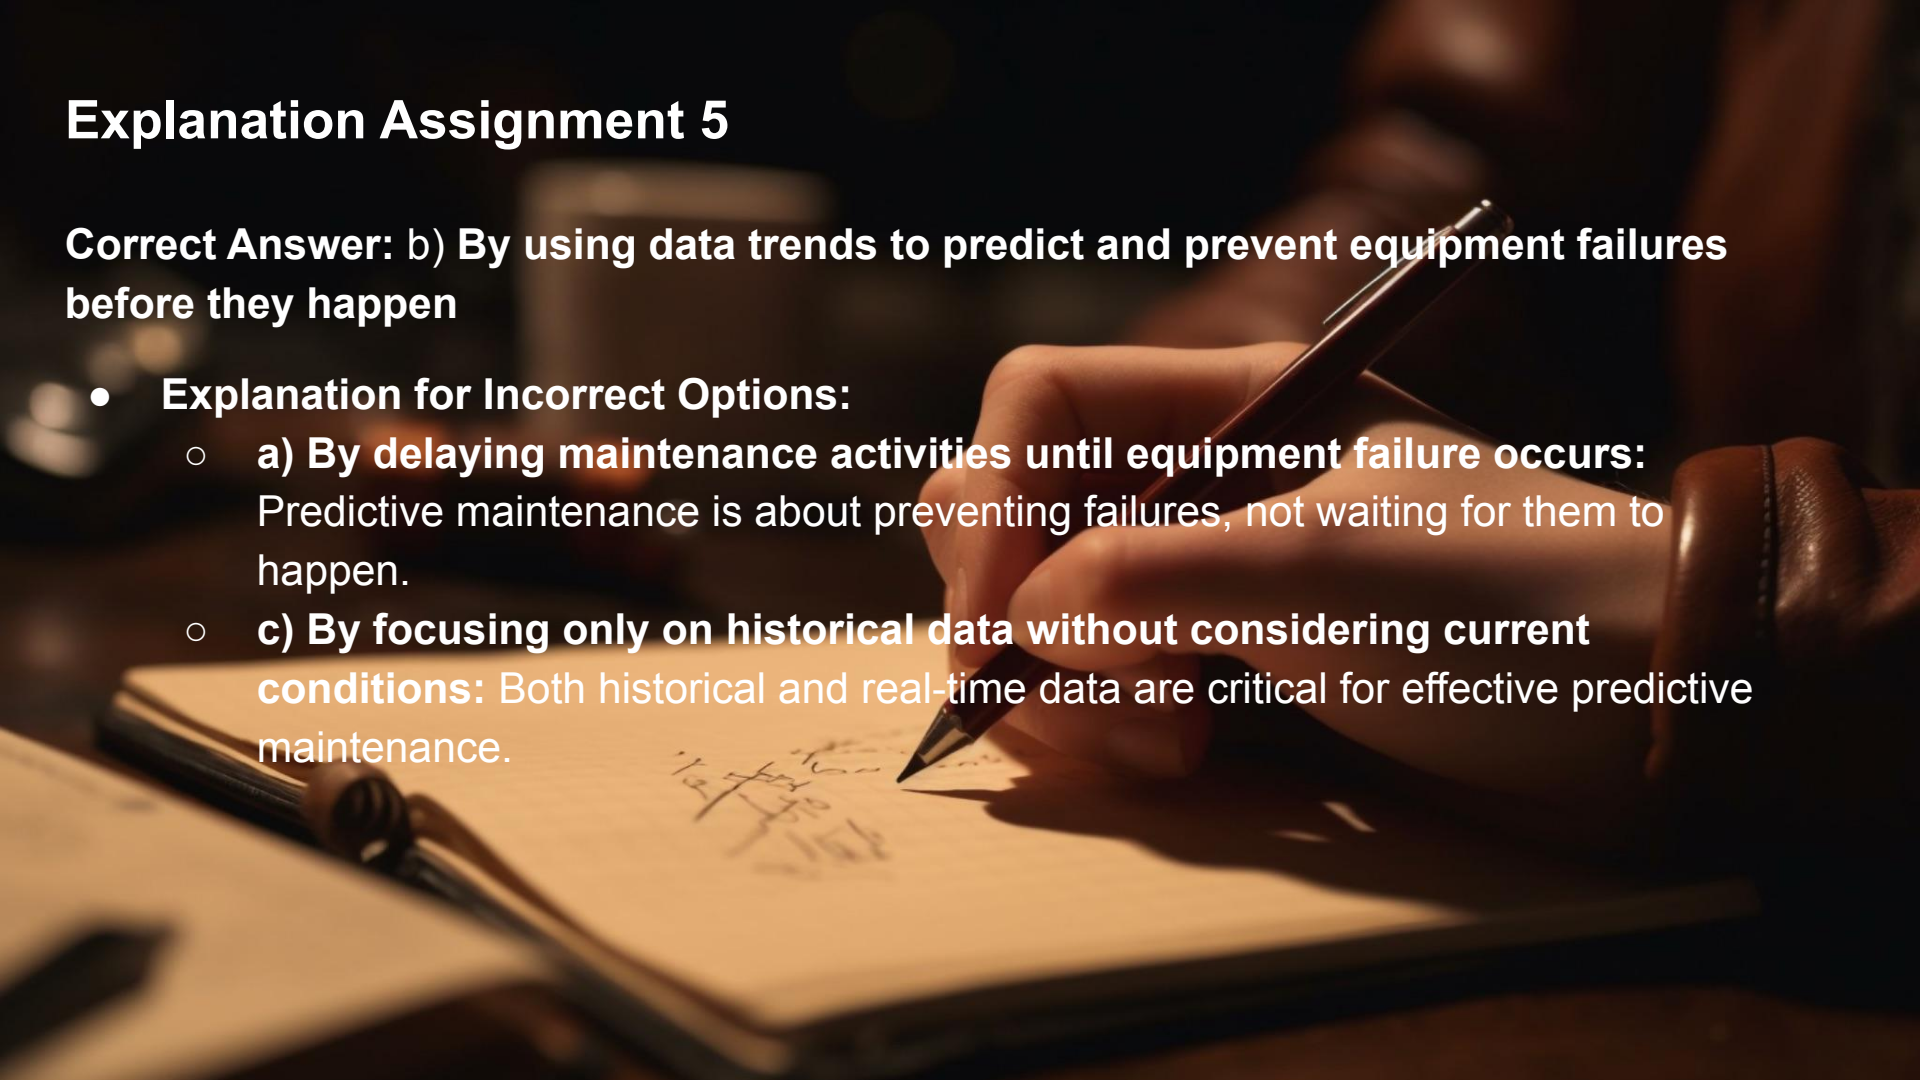 Explanation Assignment 5
Correct Answer: b) By using data trends to predict and prevent equipment failures
before they happen
● Explanation for Incorrect Options:
○ a) By delaying maintenance activities until equipment failure occurs:
Predictive maintenance is about preventing failures, not waiting for them to
happen.
○ c) By focusing only on historical data without considering current
conditions: Both historical and real-time data are critical for effective predictive
maintenance.